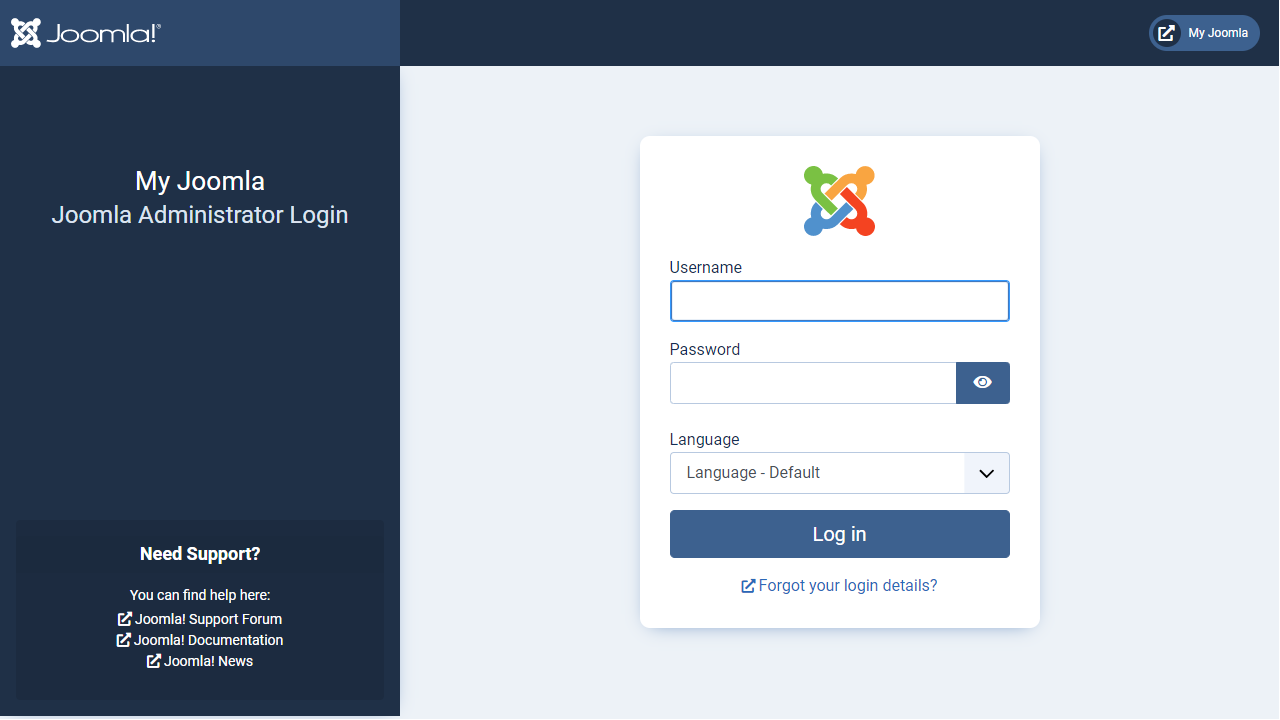 Joomla!®
My Joomla
My Joomla
Joomla Administrator Login
Username
Password
Language
Language - Default
Log in
Forgot your login details?
Need Support?
You can find help here:
Joomla! Support Forum
Joomla! Documentation
Joomla! News